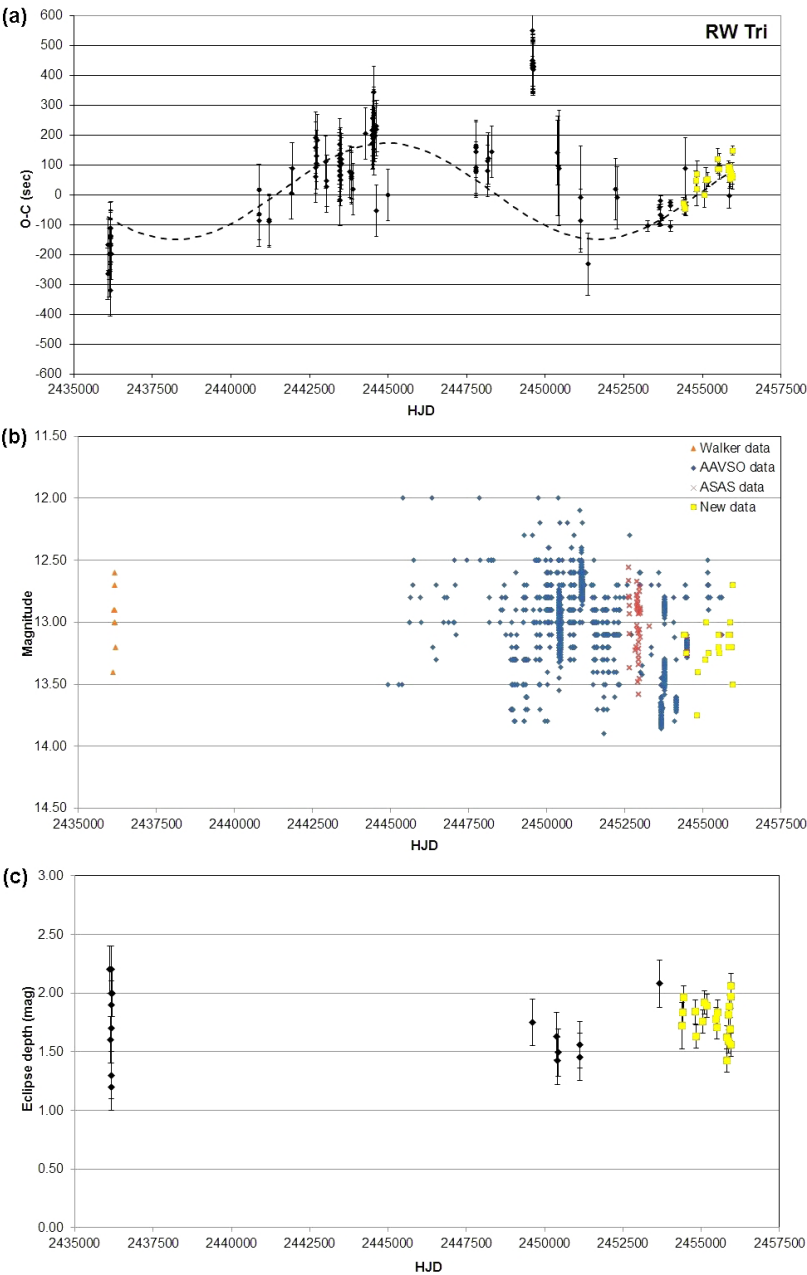 (a)
RW Tri
600
500
400
300
200
100
0
-100
-200
-300
-400
-500
-600
O-C (sec)
2435000 2437500 2440000 2442500 2445000 2447500 2450000 2452500 2455000 2457500
HJD
(b)
11.50
12.00
12.50
13.00
13.50
14.00
14.50
Magnitude
Walker data
AAVSO data
ASAS data
New data
2435000 2437500 2440000 2442500 2445000 2447500 2450000 2452500 2455000 2457500
HJD
(c)
3.00
2.50
2.00
1.50
1.00
0.50
0.00
Eclipse depth (mag)
2435000 2437500 2440000 2442500 2445000 2447500 2450000 2452500 2455000 2457500
HJD